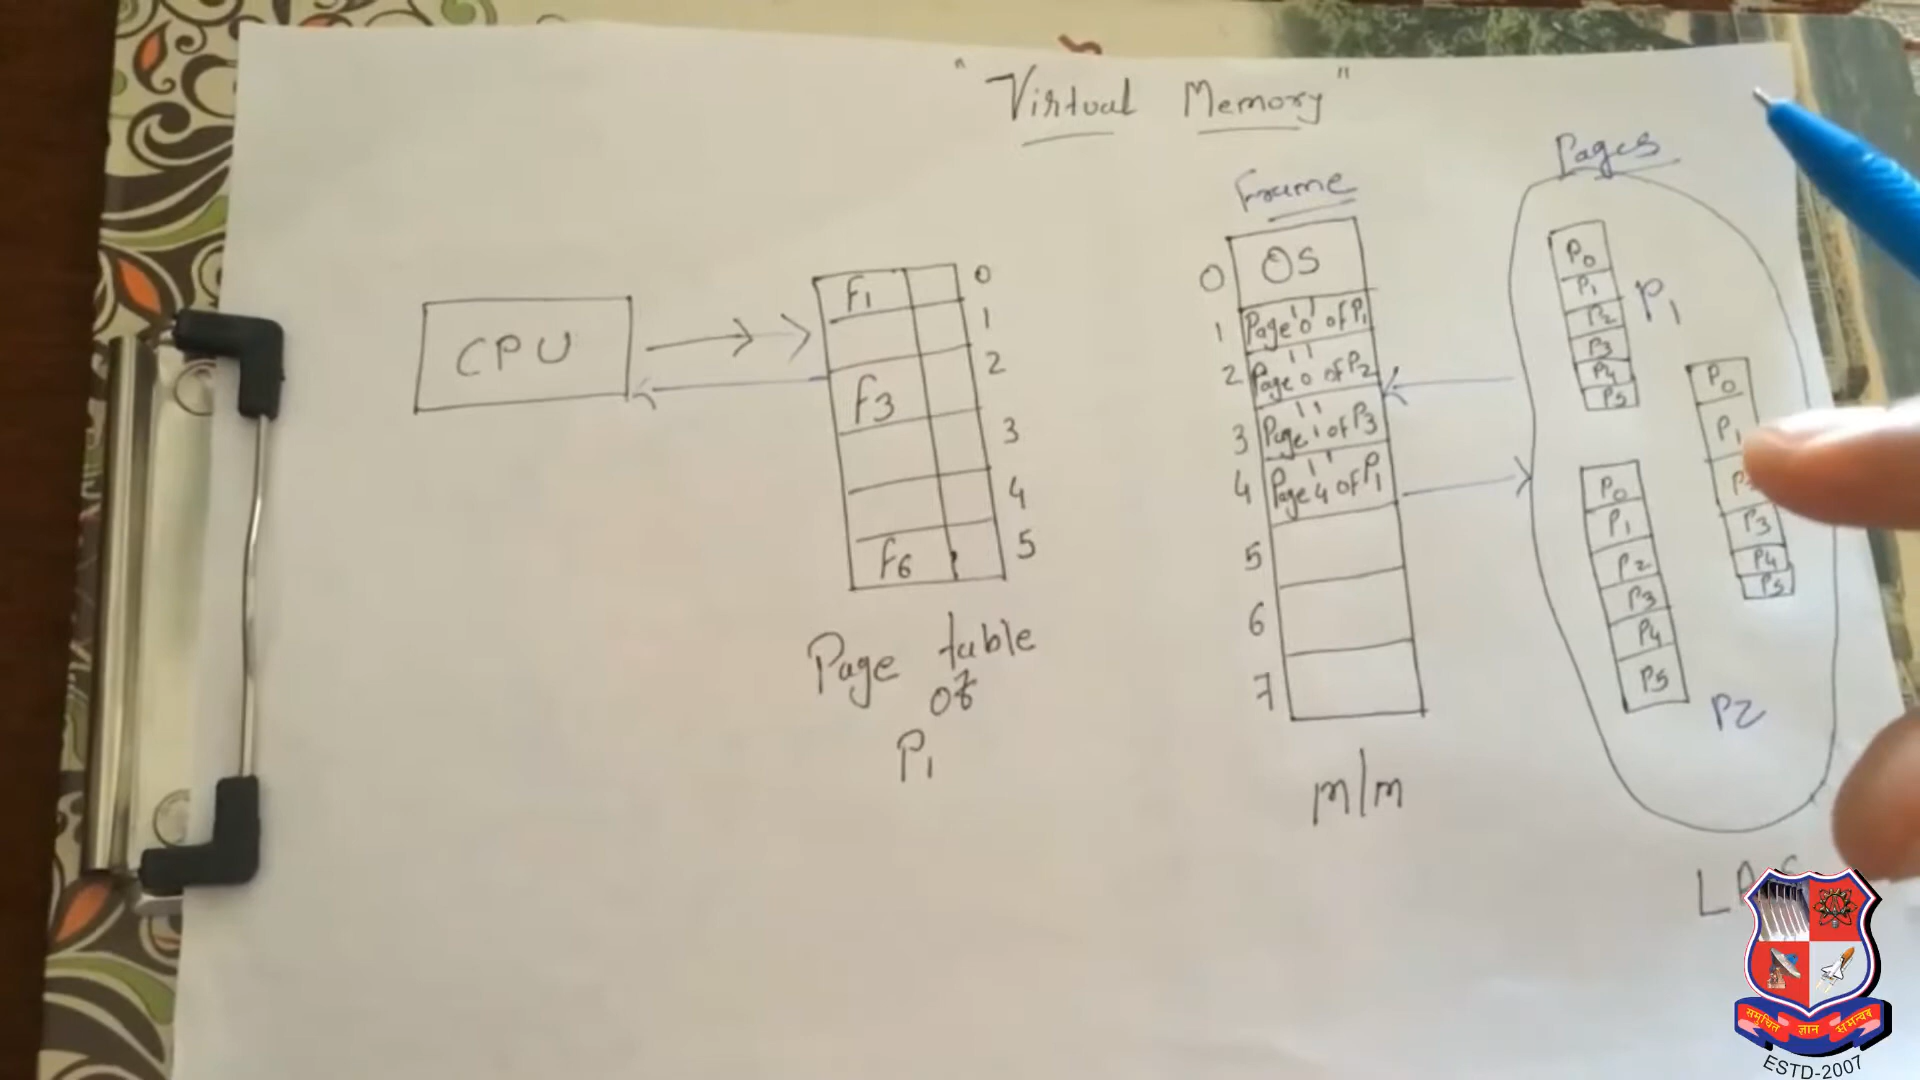 "Virtual Memory"
Pages
Frame
CPU
F1
F3
F6
0
1
2
3
4
5
Page table
of
P1
0 OS
1 Page '0' of P1
2 Page '0' of P2
3 Page '1' of P3
4 Page '4' of P1
5
6
7
m/m
P0
P1
P2
P3
P4
P5
P1
P0
P1
P3
P4
P5
P0
P1
P2
P3
P4
P5
P2
समुचित ज्ञान समन्वय
ESTD-2007